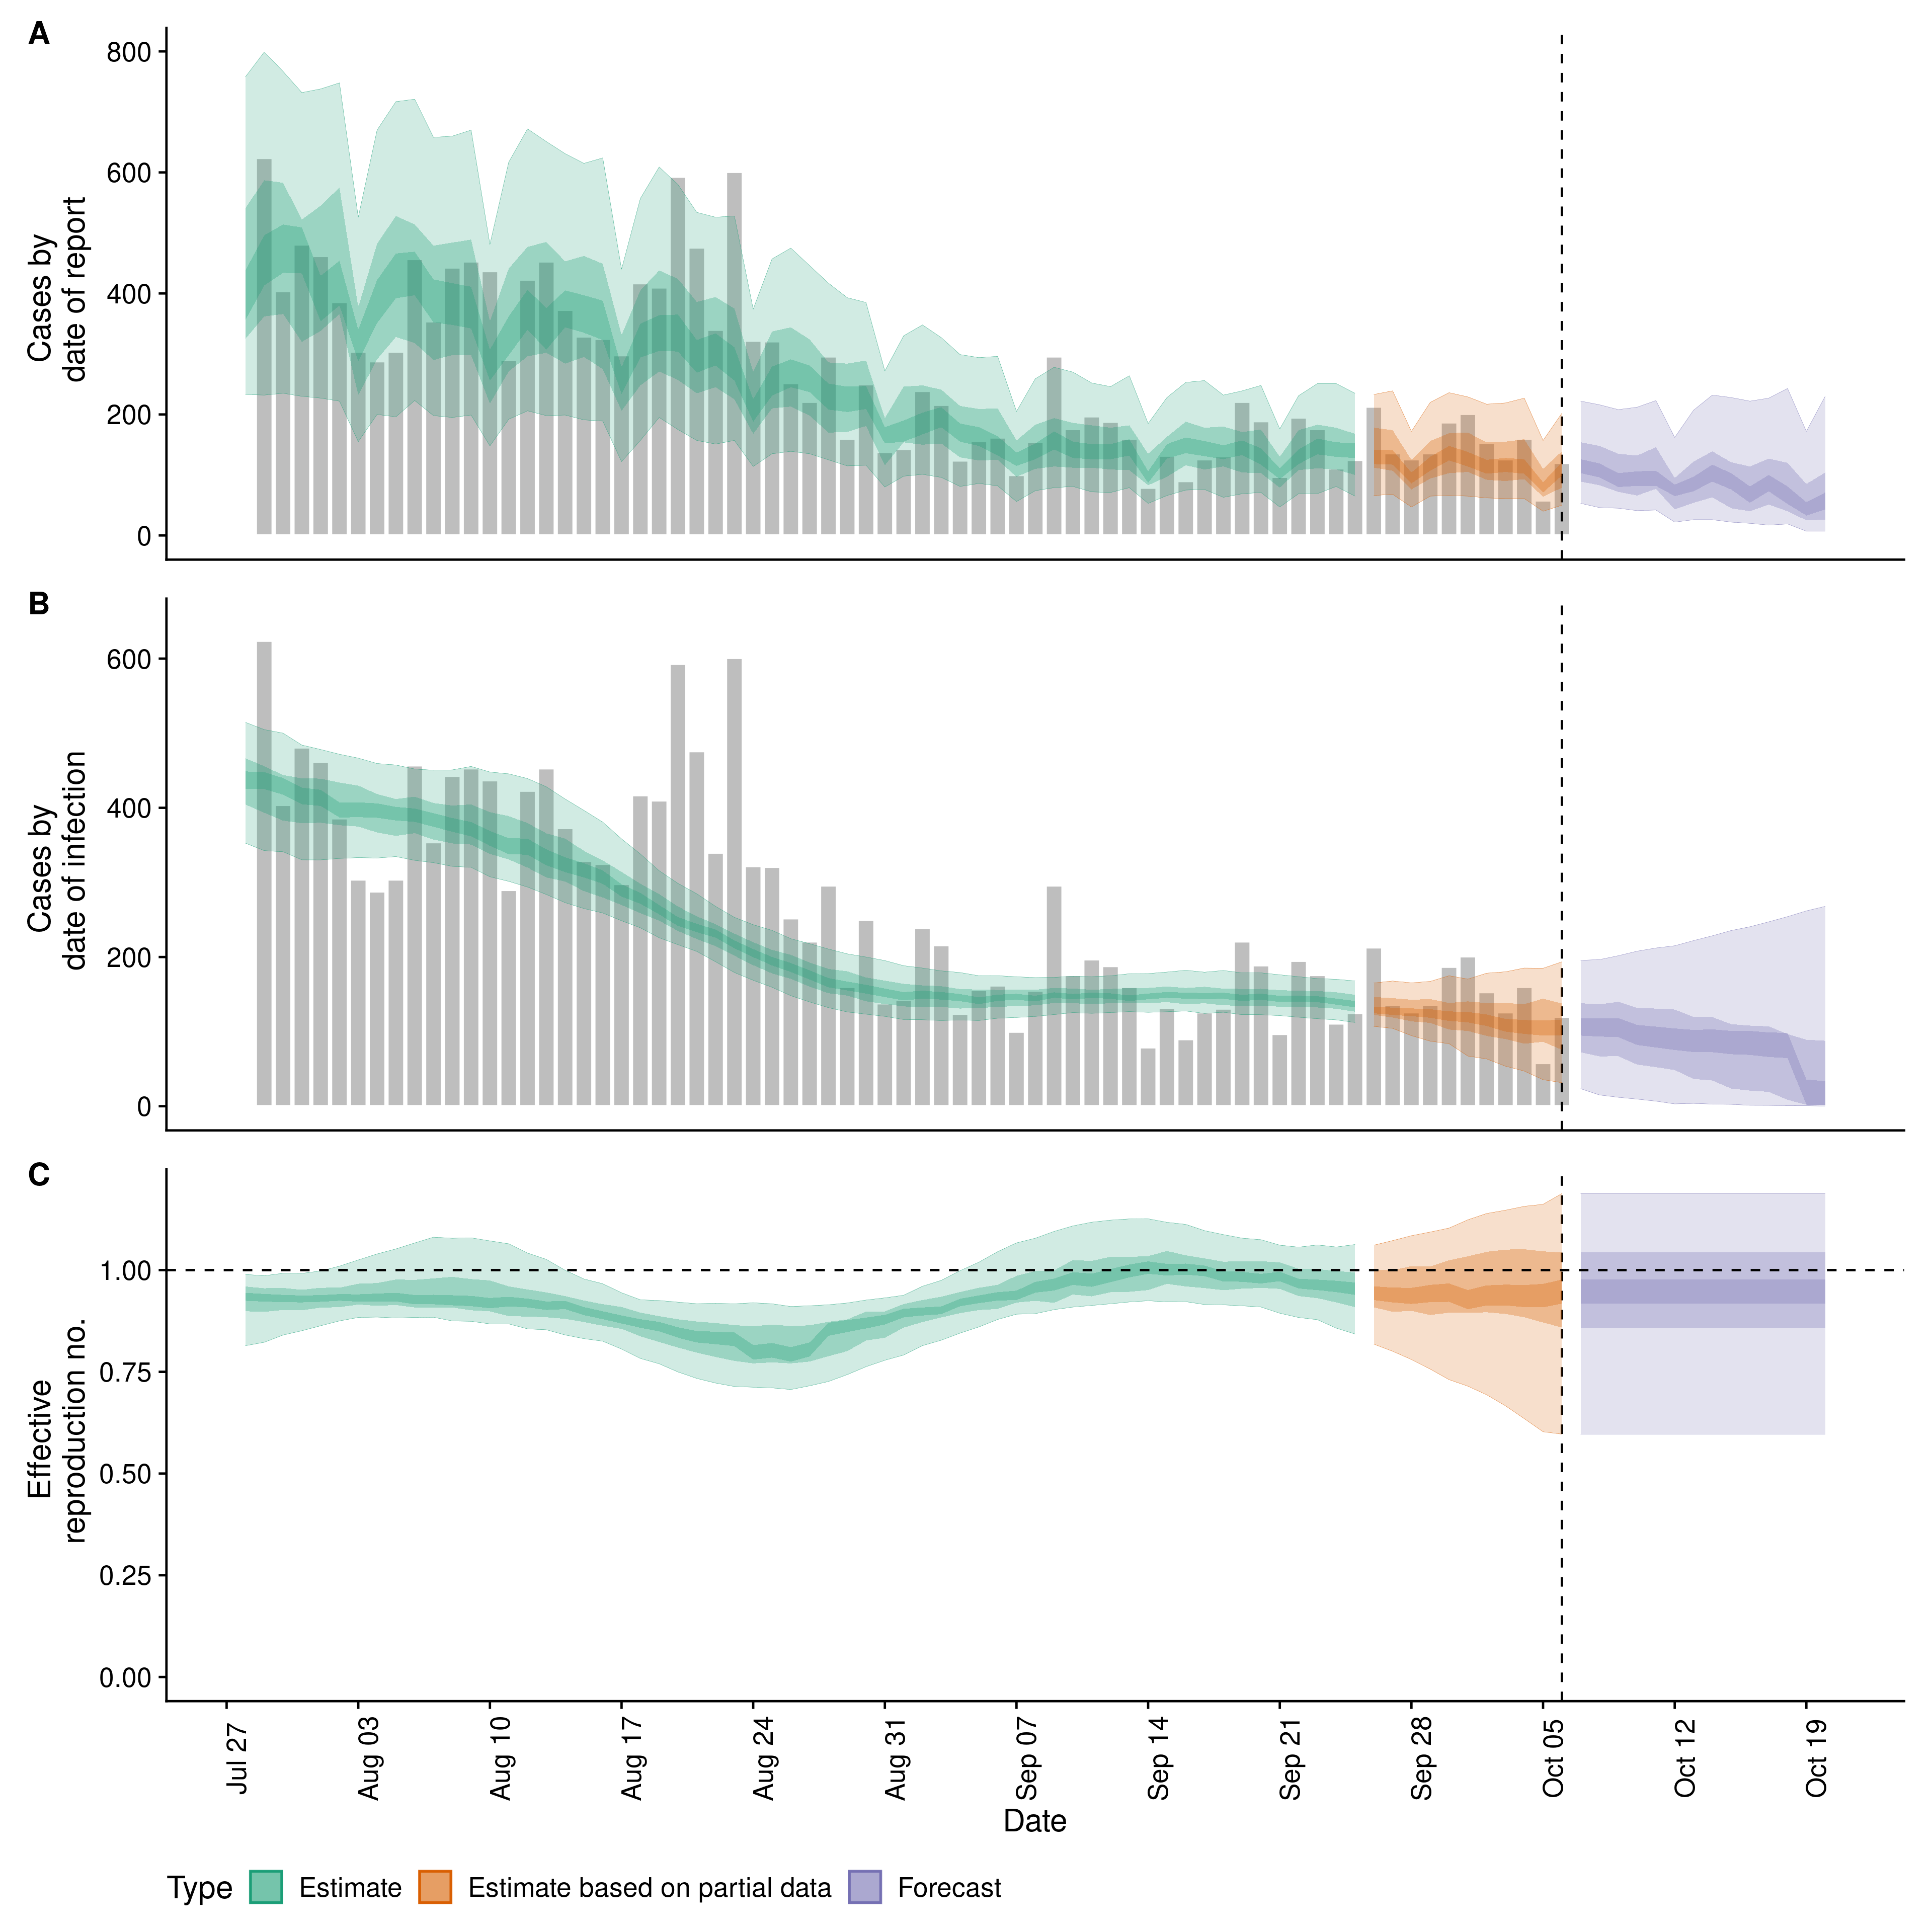 A
800
600
400
200
0
Cases by
date of report
B
600
400
200
0
Cases by
date of infection
C
1.00
0.75
0.50
0.25
0.00
Effective
reproduction no.
Jul 27
Aug 03
Aug 10
Aug 17
Aug 24
Aug 31
Sep 07
Sep 14
Sep 21
Sep 28
Oct 05
Oct 12
Oct 19
Date
Type Estimate Estimate based on partial data Forecast